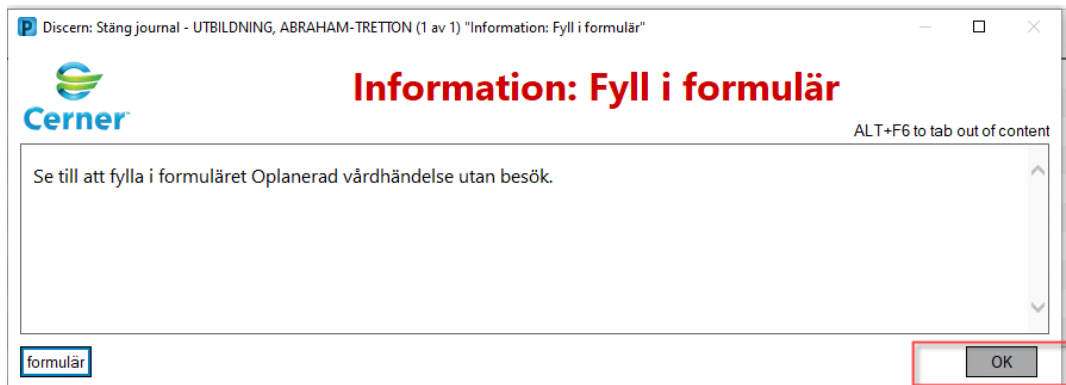 Discern: Stäng journal - UTBILDNING, ABRAHAM-TRETTON (1 av 1) "Information: Fyll i formulär"
Cerner
Information: Fyll i formulär
ALT+F6 to tab out of content
Se till att fylla i formuläret Oplanerad vårdhändelse utan besök.
formulär
OK